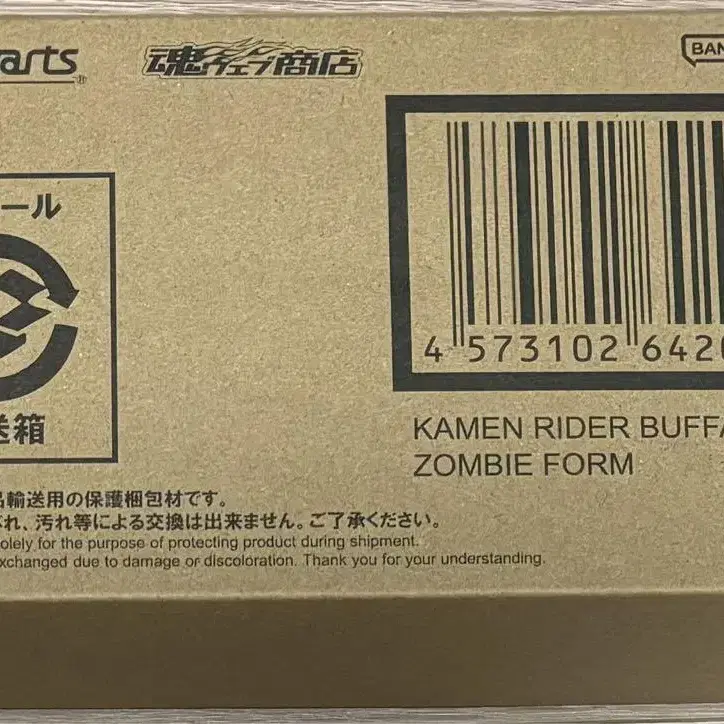 arts
魂ウェブ商店
BAN
ール
4 573102 642
送箱
KAMEN RIDER BUFFA
ZOMBIE FORM
品輸送用の保護梱包材です。
れ、汚れ等による交換は出来ません。ご了承ください。
olely for the purpose of protecting product during shipment.
xchanged due to damage or discoloration. Thank you for your understanding.